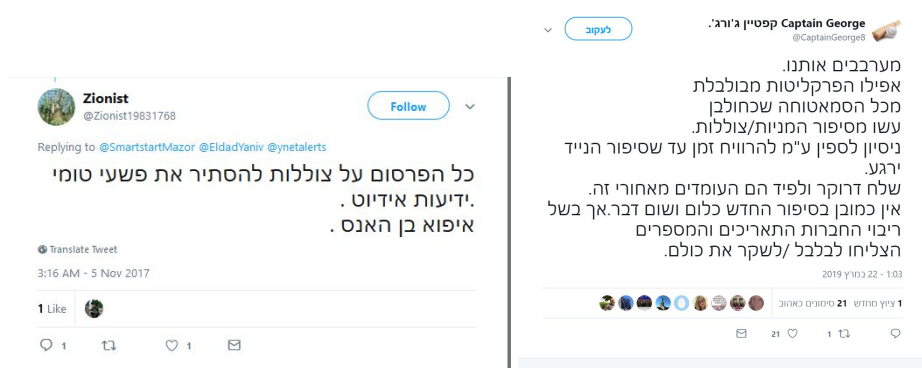 Zionist
@Zionist19831768
Follow
Replying to @SmartstartMazor @EldadYaniv @ynetalerts
כל הפרסום על צוללות להסתיר את פשעי טומי
.ידיעות אידיוט .
איפוא בן האנס .
Translate Tweet
3:16 AM - 5 Nov 2017
1 Like
1
1
Captain George קפטיין ג'ורג'.
@CaptainGeorge8
לעקוב
מערבבים אותנו.
אפילו הפרקליטות מבולבלת
מכל הסמאטוחה שכחולבן
עשו מסיפור המניות/צוללות.
ניסיון לספין ע"מ להרוויח זמן עד שסיפור הנייד
ירגע.
שלח דרוקר ולפיד הם העומדים מאחורי זה.
אין כמובן בסיפור החדש כלום ושום דבר.אך בשל
ריבוי החברות התאריכים והמספרים
הצליחו לבלבל /לשקר את כולם.
1:03 - 22 במרץ 2019
1 ציוץ מחדש 21 סימונים כאהוב
1
21